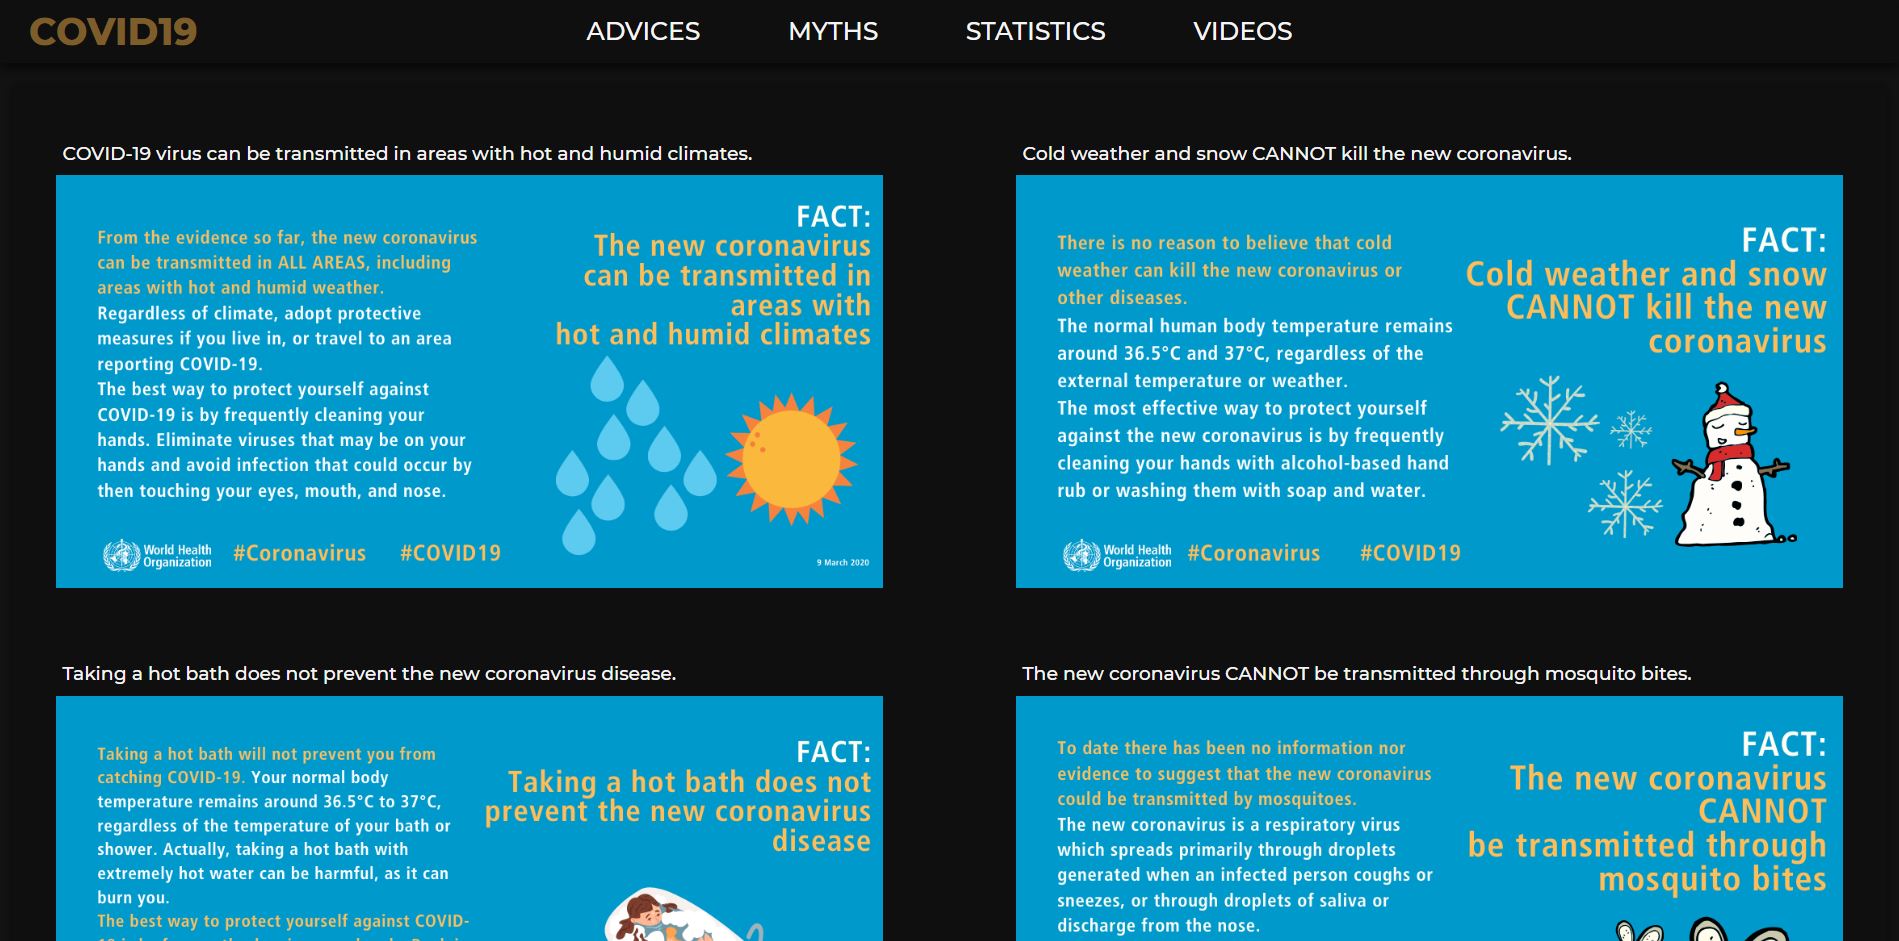 COVID19
ADVICES
MYTHS
STATISTICS
VIDEOS
COVID-19 virus can be transmitted in areas with hot and humid climates.
From the evidence so far, the new coronavirus
can be transmitted in ALL AREAS, including
areas with hot and humid weather.
Regardless of climate, adopt protective
measures if you live in, or travel to an area
reporting COVID-19.
The best way to protect yourself against
COVID-19 is by frequently cleaning your
hands. Eliminate viruses that may be on your
hands and avoid infection that could occur by
then touching your eyes, mouth, and nose.
FACT:
The new coronavirus
can be transmitted in
areas with
hot and humid climates
World Health
Organization
#Coronavirus
#COVID19
9 March 2020
Cold weather and snow CANNOT kill the new coronavirus.
There is no reason to believe that cold
weather can kill the new coronavirus or
other diseases.
The normal human body temperature remains
around 36.5°C and 37°C, regardless of the
external temperature or weather.
The most effective way to protect yourself
against the new coronavirus is by frequently
cleaning your hands with alcohol-based hand
rub or washing them with soap and water.
FACT:
Cold weather and snow
CANNOT kill the new
coronavirus
World Health
Organization
#Coronavirus
#COVID19
Taking a hot bath does not prevent the new coronavirus disease.
Taking a hot bath will not prevent you from
catching COVID-19. Your normal body
temperature remains around 36.5°C to 37°C,
regardless of the temperature of your bath or
shower. Actually, taking a hot bath with
extremely hot water can be harmful, as it can
burn you.
The best way to protect yourself against COVID-
FACT:
Taking a hot bath does not
prevent the new coronavirus
disease
The new coronavirus CANNOT be transmitted through mosquito bites.
To date there has been no information nor
evidence to suggest that the new coronavirus
could be transmitted by mosquitoes.
The new coronavirus is a respiratory virus
which spreads primarily through droplets
generated when an infected person coughs or
sneezes, or through droplets of saliva or
discharge from the nose.
FACT:
The new coronavirus
CANNOT
be transmitted through
mosquito bites